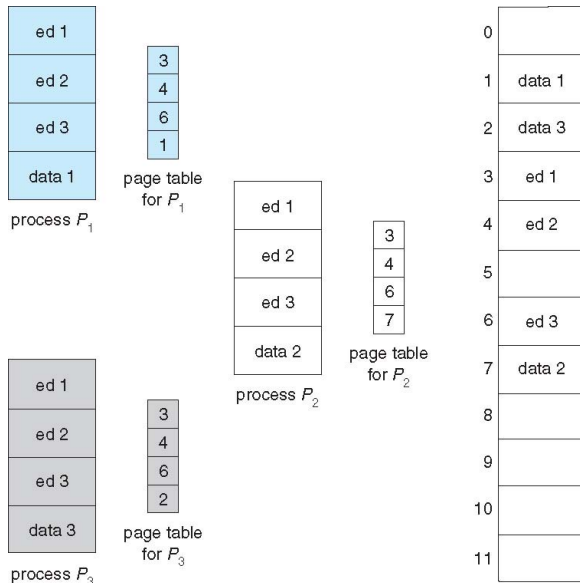 ed 1
ed 2
ed 3
data 1
process P1
3
4
6
1
page table
for P1
ed 1
ed 2
ed 3
data 2
process P2
3
4
6
7
page table
for P2
ed 1
ed 2
ed 3
data 3
process P3
3
4
6
2
page table
for P3
0
1 data 1
2 data 3
3 ed 1
4 ed 2
5
6 ed 3
7 data 2
8
9
10
11